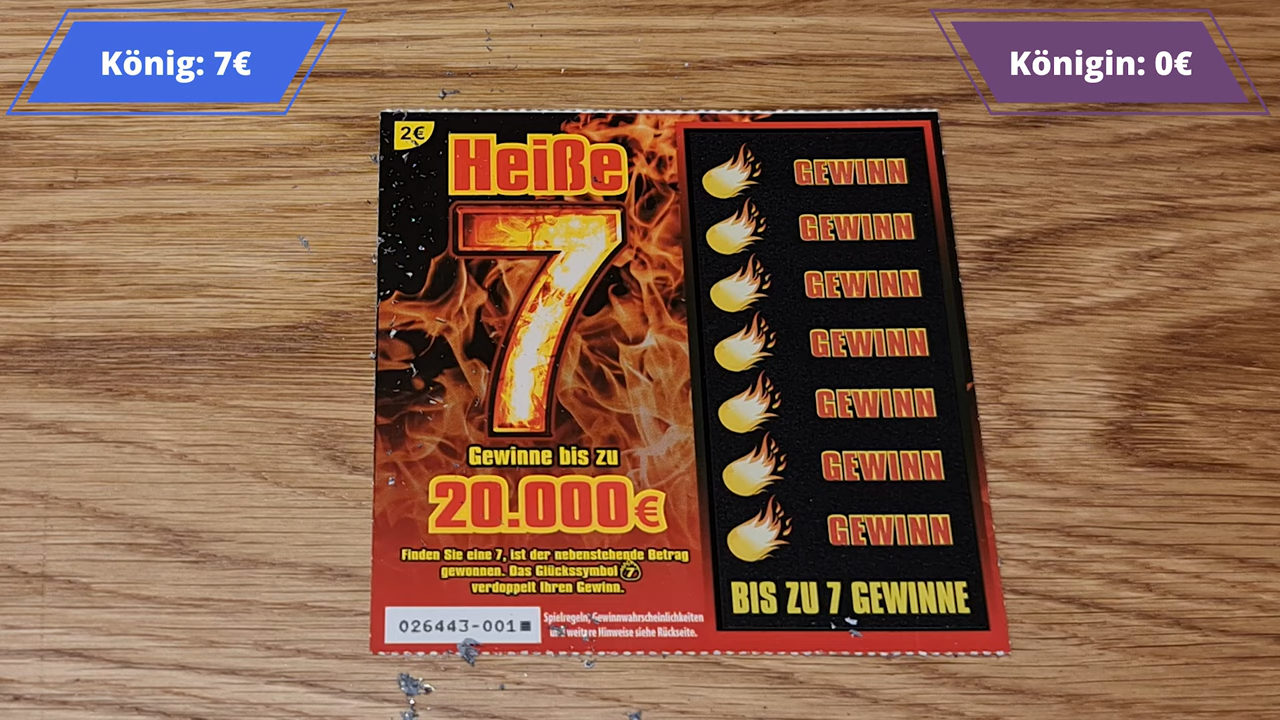 König: 7€
Königin: 0€
2€
Heiße
7
Gewinne bis zu
20.000€
Finden Sie eine 7, ist der nebenstehende Betrag
gewonnen. Das Glückssymbol 7
verdoppelt Ihren Gewinn.
026443-001
Spielregeln, Gewinnwahrscheinlichkeiten
und weitere Hinweise siehe Rückseite.
GEWINN
GEWINN
GEWINN
GEWINN
GEWINN
GEWINN
GEWINN
BIS ZU 7 GEWINNE